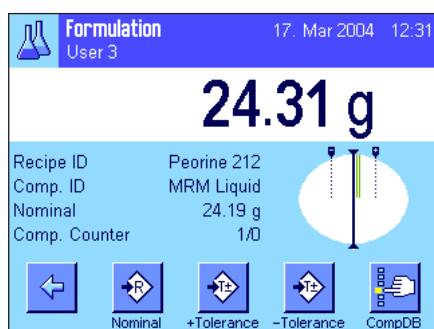 Formulation 17. Mar 2004 12:31
User 3
24.31 g
Recipe ID Peorine 212
Comp. ID MRM Liquid
Nominal 24.19 g
Comp. Counter 1/0
R T± T±
Nominal +Tolerance −Tolerance CompDB